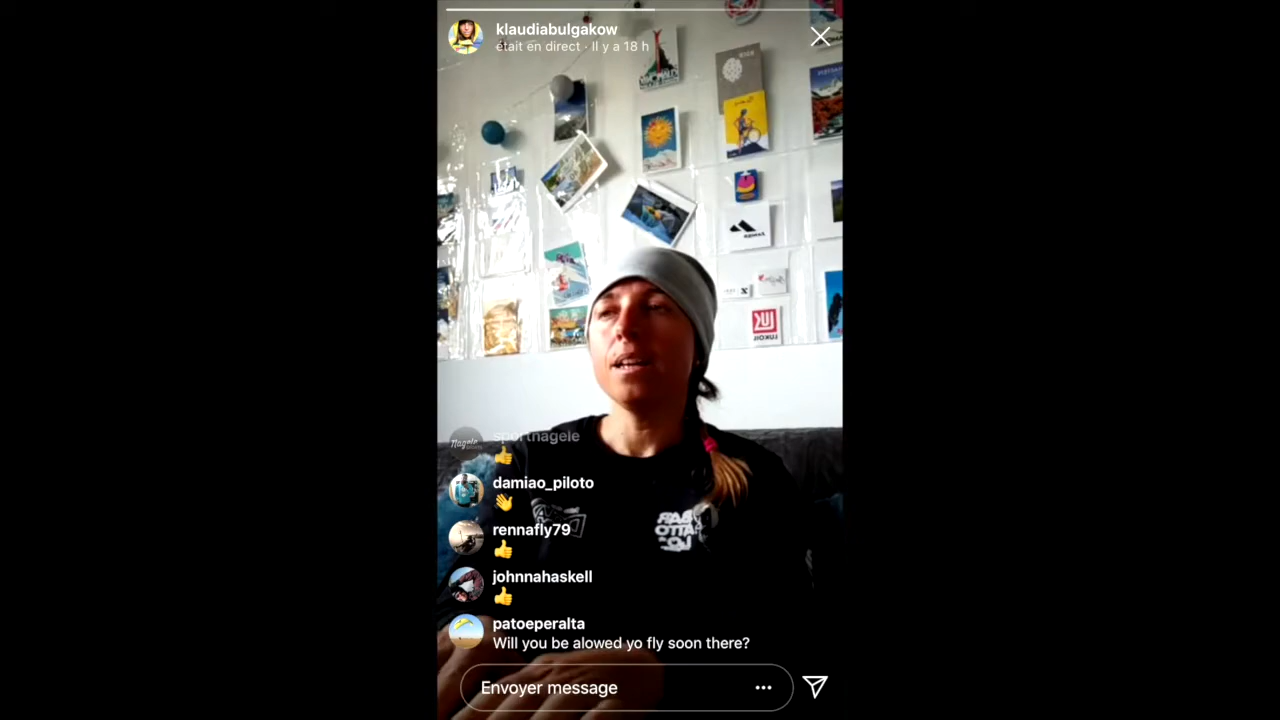 klaudiabulgakow
était en direct · Il y a 18 h
sportnagele
damiao_piloto
rennafly79
johnnahaskell
patoeperalta
Will you be alowed yo fly soon there?
Envoyer message